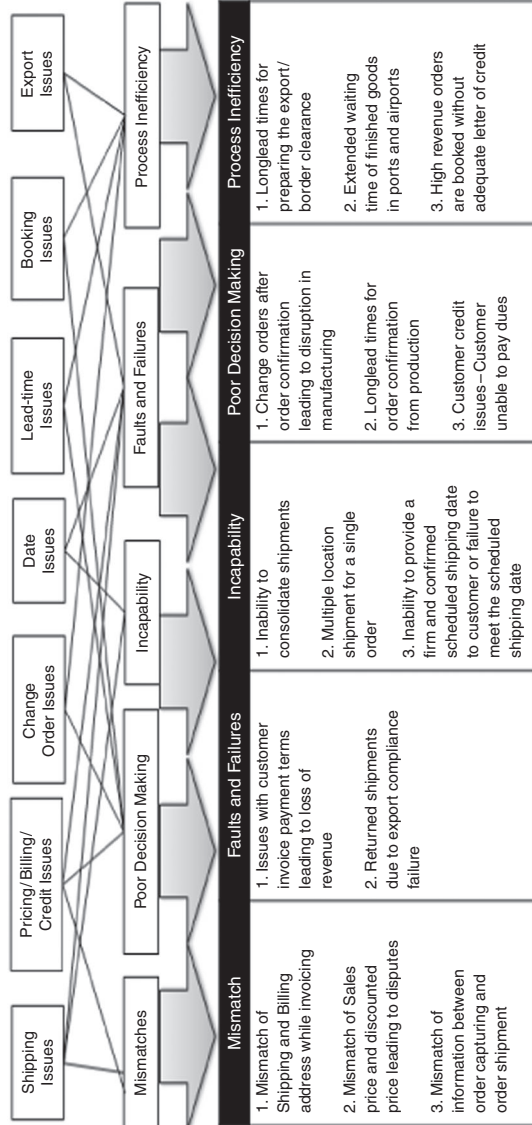 Shipping
Issues
Pricing/Billing/
Credit Issues
Change
Order Issues
Date
Issues
Lead-time
Issues
Booking
Issues
Export
Issues
Mismatches
Poor Decision Making
Incapability
Faults and Failures
Process Inefficiency
Mismatch
1. Mismatch of
Shipping and Billing
address while invoicing
2. Mismatch of Sales
price and discounted
price leading to disputes
3. Mismatch of
information between
order capturing and
order shipment
Faults and Failures
1. Issues with customer
invoice payment terms
leading to loss of
revenue
2. Returned shipments
due to export compliance
failure
Incapability
1. Inability to
consolidate shipments
2. Multiple location
shipment for a single
order
3. Inability to provide a
firm and confirmed
scheduled shipping date
to customer or failure to
meet the scheduled
shipping date
Poor Decision Making
1. Change orders after
order confirmation
leading to disruption in
manufacturing
2. Longlead times for
order confirmation
from production
3. Customer credit
issues–Customer
unable to pay dues
Process Inefficiency
1. Longlead times for
preparing the export/
border clearance
2. Extended waiting
time of finished goods
in ports and airports
3. High revenue orders
are booked without
adequate letter of credit